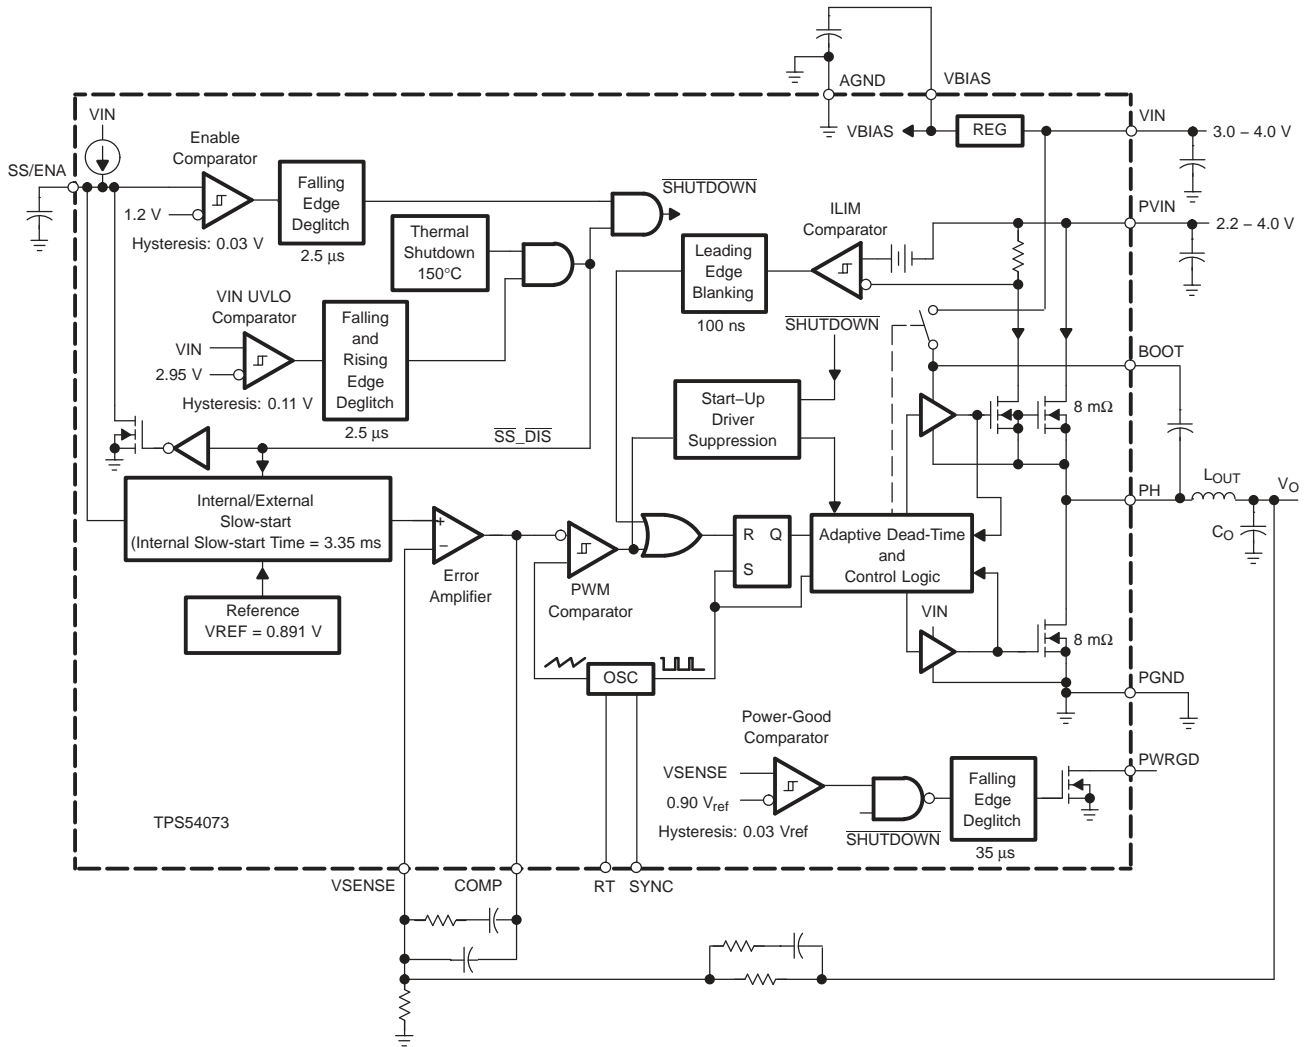 AGND
VBIAS
VIN
3.0 – 4.0 V
VBIAS
REG
VIN
Enable
Comparator
SS/ENA
1.2 V
Hysteresis: 0.03 V
Falling
Edge
Deglitch
2.5 µs
SHUTDOWN
Thermal
Shutdown
150°C
ILIM
Comparator
Leading
Edge
Blanking
100 ns
PVIN
2.2 – 4.0 V
VIN UVLO
Comparator
VIN
2.95 V
Hysteresis: 0.11 V
Falling
and
Rising
Edge
Deglitch
2.5 µs
SHUTDOWN
BOOT
Start–Up
Driver
Suppression
8 mΩ
SS_DIS
Internal/External
Slow-start
(Internal Slow-start Time = 3.35 ms
Reference
VREF = 0.891 V
+
−
Error
Amplifier
PWM
Comparator
R Q
S
Adaptive Dead-Time
and
Control Logic
PH
LOUT
VO
CO
VIN
8 mΩ
OSC
PGND
Power-Good
Comparator
VSENSE
0.90 Vref
Hysteresis: 0.03 Vref
SHUTDOWN
Falling
Edge
Deglitch
35 µs
PWRGD
TPS54073
VSENSE
COMP
RT
SYNC